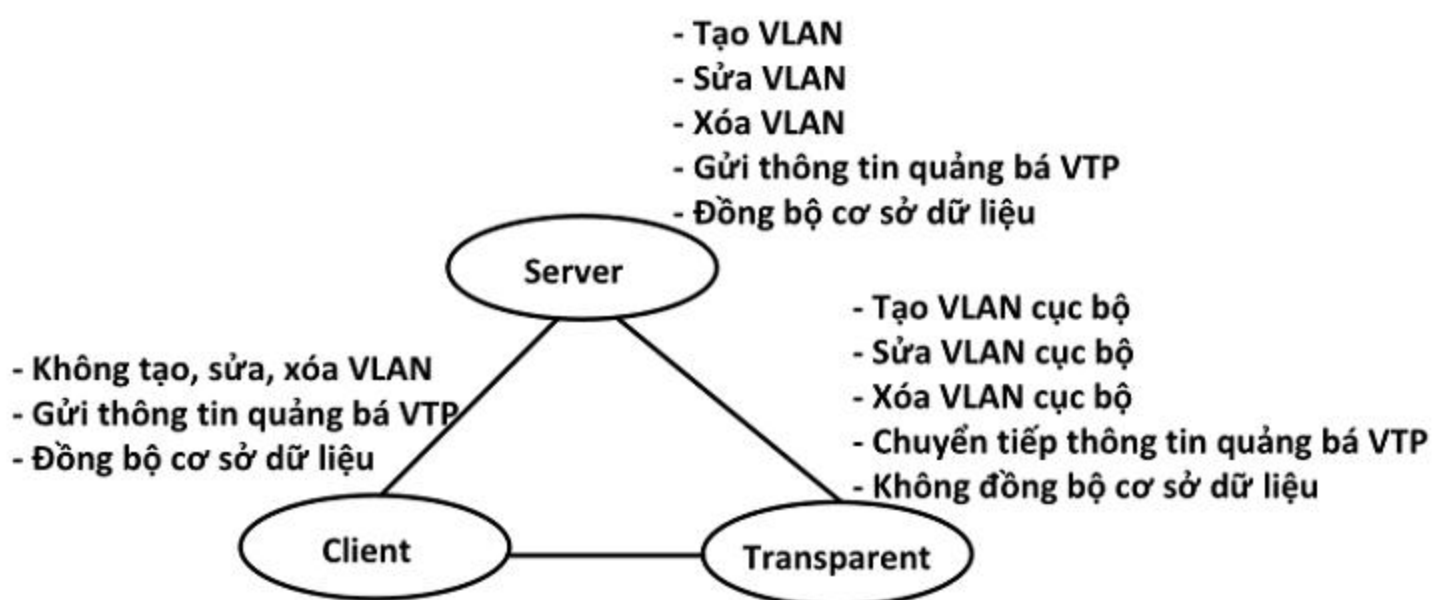 - Tạo VLAN
- Sửa VLAN
- Xóa VLAN
- Gửi thông tin quảng bá VTP
- Đồng bộ cơ sở dữ liệu
Server
- Tạo VLAN cục bộ
- Sửa VLAN cục bộ
- Xóa VLAN cục bộ
- Chuyển tiếp thông tin quảng bá VTP
- Không đồng bộ cơ sở dữ liệu
- Không tạo, sửa, xóa VLAN
- Gửi thông tin quảng bá VTP
- Đồng bộ cơ sở dữ liệu
Client
Transparent